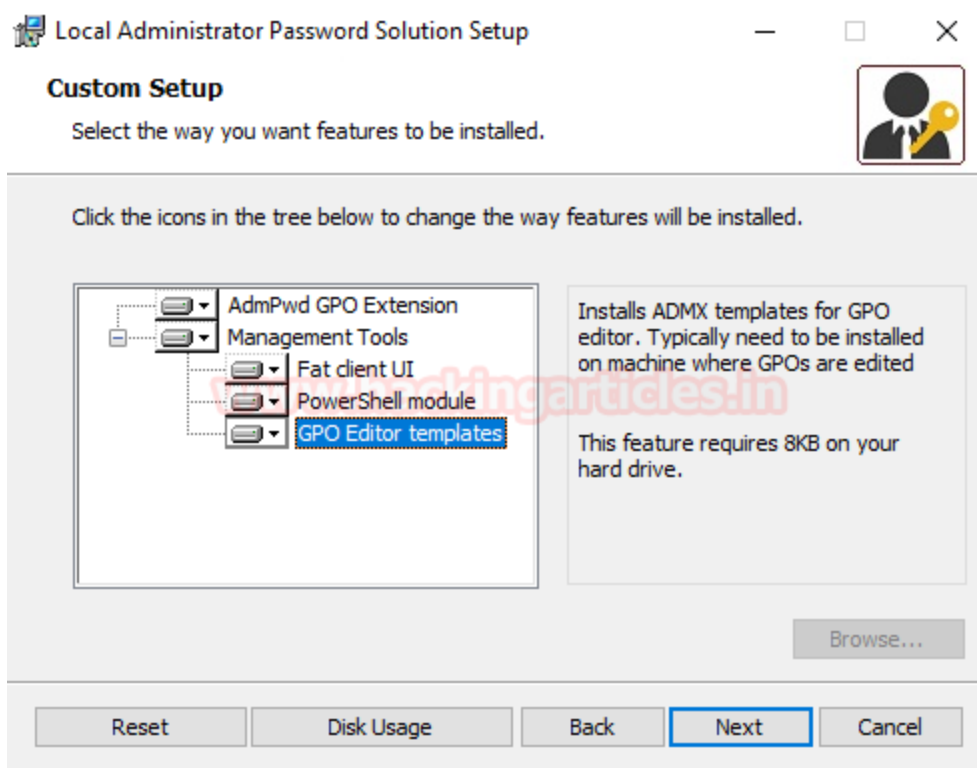 Local Administrator Password Solution Setup
Custom Setup
Select the way you want features to be installed.
Click the icons in the tree below to change the way features will be installed.
AdmPwd GPO Extension
Management Tools
Fat client UI
PowerShell module
GPO Editor templates
Installs ADMX templates for GPO
editor. Typically need to be installed
on machine where GPOs are edited
This feature requires 8KB on your
hard drive.
www.hackingarticles.in
Browse...
Reset
Disk Usage
Back
Next
Cancel